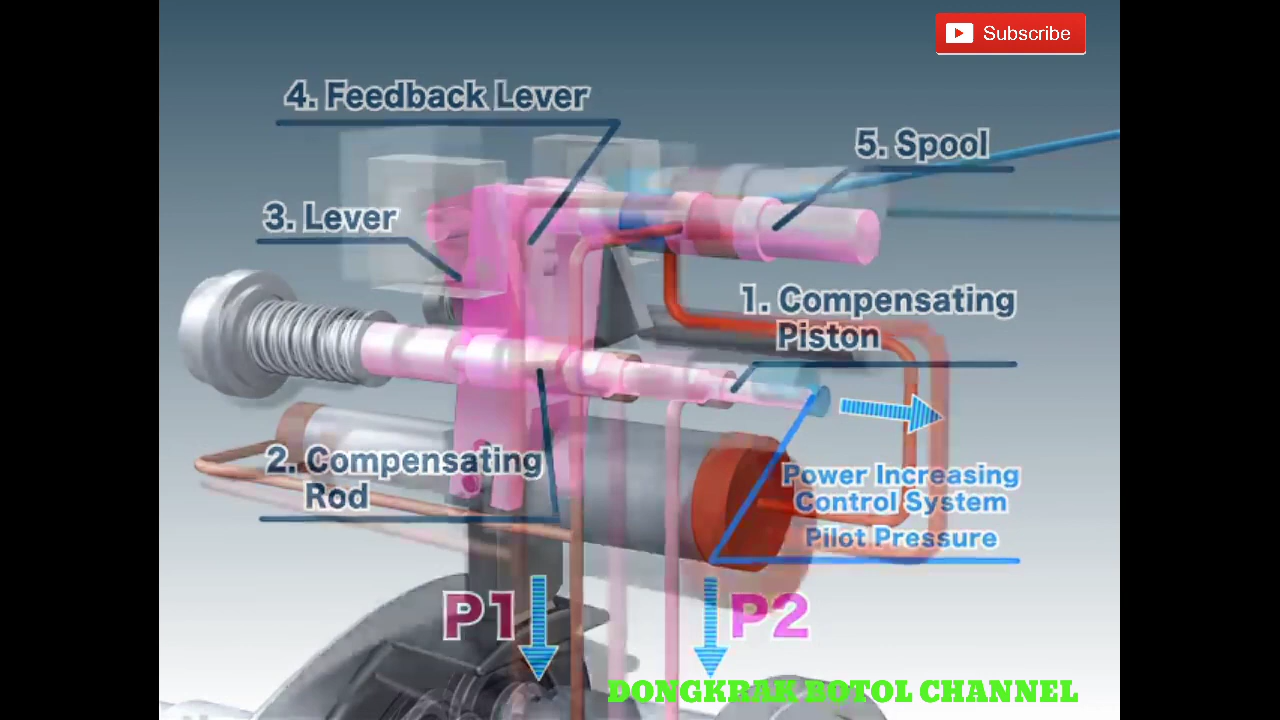 Subscribe
4. Feedback Lever
5. Spool
3. Lever
1. Compensating
Piston
2. Compensating
Rod
Power Increasing
Control System
Pilot Pressure
P1
P2
DONGKRAK BOTOL CHANNEL